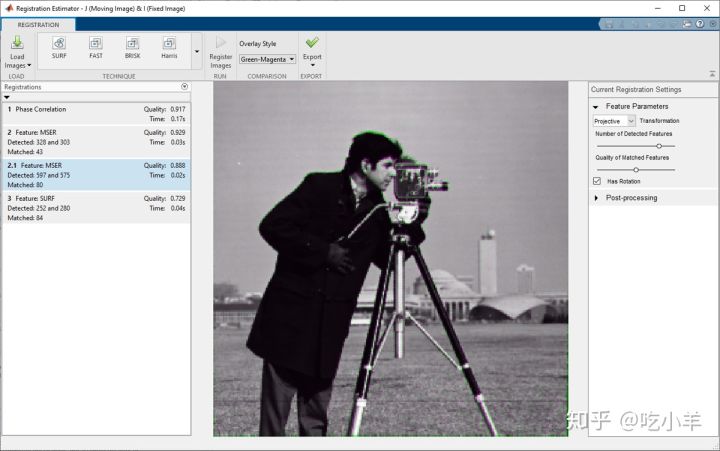 Registration Estimator - J (Moving Image) & I (Fixed Image)
REGISTRATION
Load Images
SURF
FAST
BRISK
Harris
Register Images
Overlay Style
Green-Magenta
Export
LOAD
TECHNIQUE
RUN
COMPARISON
EXPORT
Registrations
1 Phase Correlation Quality: 0.917
Time: 0.17s
2 Feature: MSER Quality: 0.929
Detected: 328 and 303 Time: 0.03s
Matched: 43
2.1 Feature: MSER Quality: 0.888
Detected: 597 and 575 Time: 0.02s
Matched: 80
3 Feature: SURF Quality: 0.729
Detected: 252 and 280 Time: 0.04s
Matched: 84
Current Registration Settings
Feature Parameters
Projective Transformation
Number of Detected Features
Quality of Matched Features
Has Rotation
Post-processing
知乎 @吃小羊